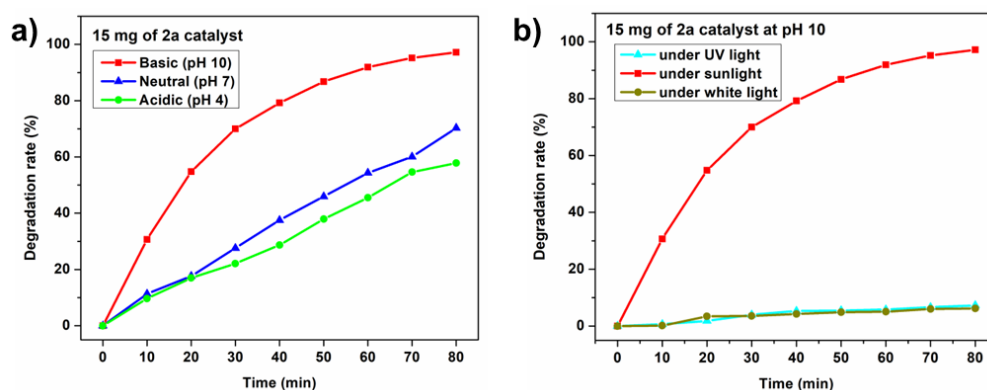 a)
15 mg of 2a catalyst
Basic (pH 10)
Neutral (pH 7)
Acidic (pH 4)
100
80
60
40
20
0
Degradation rate (%)
0 10 20 30 40 50 60 70 80
Time (min)
b)
15 mg of 2a catalyst at pH 10
under UV light
under sunlight
under white light
100
80
60
40
20
0
Degradation rate (%)
0 10 20 30 40 50 60 70 80
Time (min)